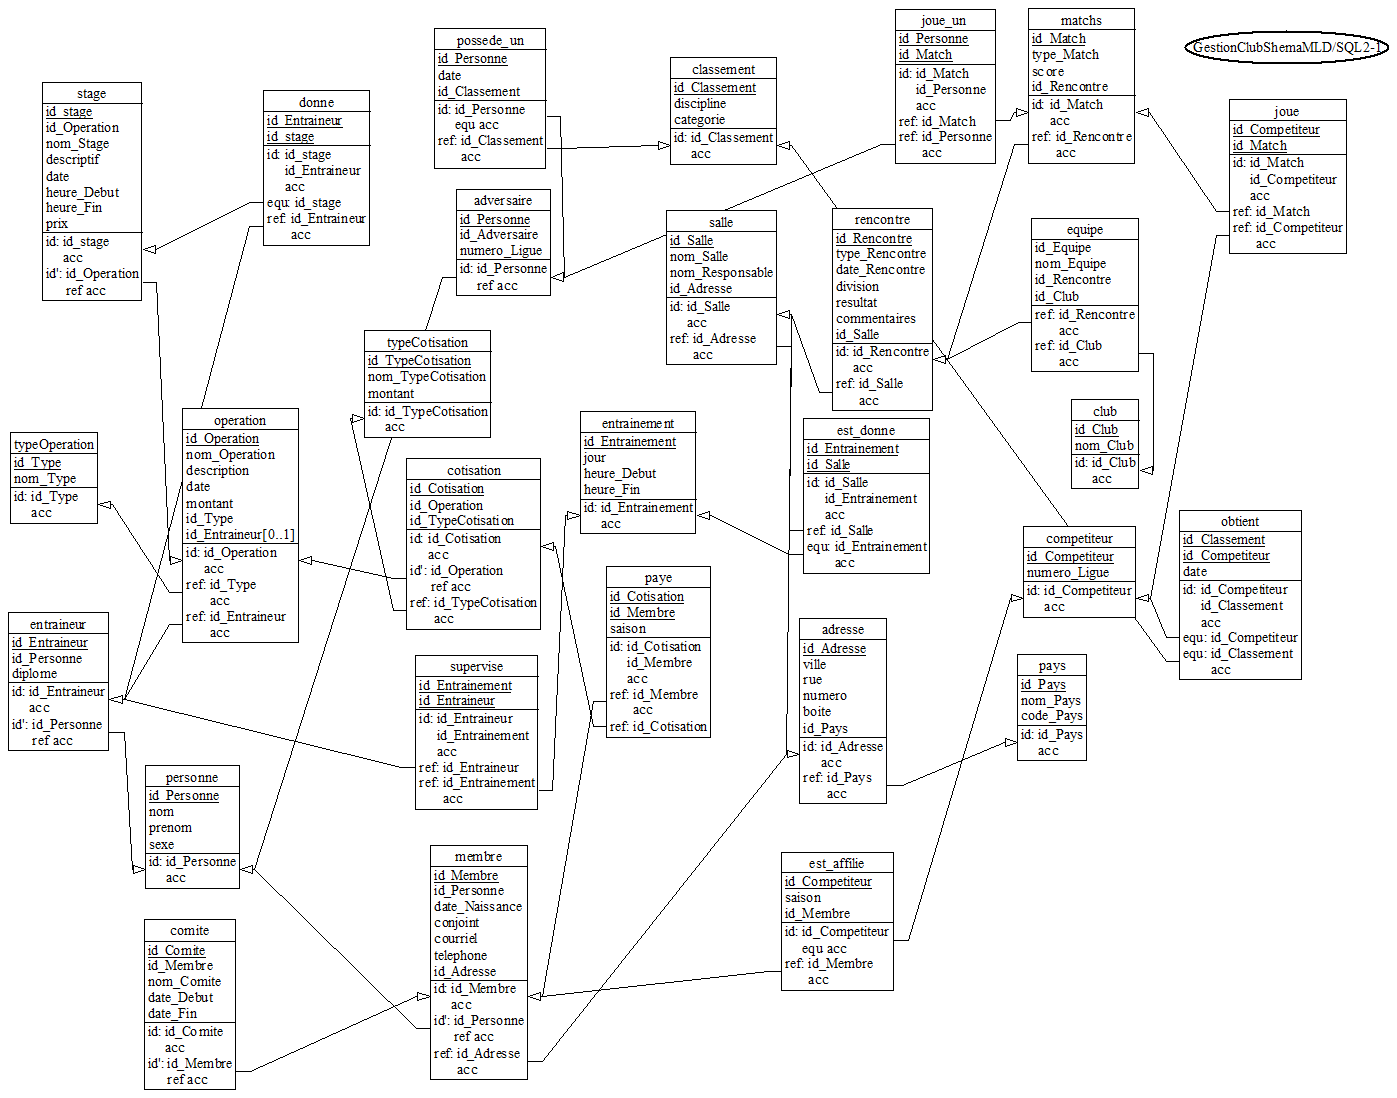 GestionClubShemaMLD/SQL2-1
possede_un
id_Personne
date
id_Classement
id: id_Personne
equ acc
ref: id_Classement
acc
classement
id_Classement
discipline
categorie
id: id_Classement
acc
joue_un
id_Personne
id_Match
id: id_Match
id_Personne
acc
ref: id_Match
ref: id_Personne
acc
matchs
id_Match
type_Match
score
id_Rencontre
id: id_Match
acc
ref: id_Rencontre
acc
joue
id_Competiteur
id_Match
id: id_Match
id_Competiteur
acc
ref: id_Match
ref: id_Competiteur
acc
stage
id_stage
id_Operation
nom_Stage
descriptif
date
heure_Debut
heure_Fin
prix
id: id_stage
acc
id': id_Operation
ref acc
donne
id_Entraineur
id_stage
id: id_stage
id_Entraineur
acc
equ: id_stage
ref: id_Entraineur
acc
adversaire
id_Personne
id_Adversaire
numero_Ligue
id: id_Personne
ref acc
salle
id_Salle
nom_Salle
nom_Responsable
id_Adresse
id: id_Salle
acc
ref: id_Adresse
acc
rencontre
id_Rencontre
type_Rencontre
date_Rencontre
division
resultat
commentaires
id_Salle
id: id_Rencontre
acc
ref: id_Salle
acc
equipe
id_Equipe
nom_Equipe
id_Rencontre
id_Club
ref: id_Rencontre
acc
ref: id_Club
acc
typeCotisation
id_TypeCotisation
nom_TypeCotisation
montant
id: id_TypeCotisation
acc
club
id_Club
nom_Club
id: id_Club
acc
typeOperation
id_Type
nom_Type
id: id_Type
acc
operation
id_Operation
nom_Operation
description
date
montant
id_Type
id_Entraineur[0..1]
id: id_Operation
acc
ref: id_Type
acc
ref: id_Entraineur
acc
cotisation
id_Cotisation
id_Operation
id_TypeCotisation
id: id_Cotisation
acc
id': id_Operation
ref acc
ref: id_TypeCotisation
acc
entrainement
id_Entrainement
jour
heure_Debut
heure_Fin
id: id_Entrainement
acc
est_donne
id_Entrainement
id_Salle
id: id_Salle
id_Entrainement
acc
ref: id_Salle
equ: id_Entrainement
acc
competiteur
id_Competiteur
numero_Ligue
id: id_Competiteur
acc
obtient
id_Classement
id_Competiteur
date
id: id_Competiteur
id_Classement
acc
equ: id_Competiteur
equ: id_Classement
acc
entraineur
id_Entraineur
id_Personne
diplome
id: id_Entraineur
acc
id': id_Personne
ref acc
supervise
id_Entrainement
id_Entraineur
id: id_Entraineur
id_Entrainement
acc
ref: id_Entraineur
ref: id_Entrainement
acc
paye
id_Cotisation
id_Membre
saison
id: id_Cotisation
id_Membre
acc
ref: id_Membre
acc
ref: id_Cotisation
adresse
id_Adresse
ville
rue
numero
boite
id_Pays
id: id_Adresse
acc
ref: id_Pays
acc
pays
id_Pays
nom_Pays
code_Pays
id: id_Pays
acc
personne
id_Personne
nom
prenom
sexe
id: id_Personne
acc
membre
id_Membre
id_Personne
date_Naissance
conjoint
courriel
telephone
id_Adresse
id: id_Membre
acc
id': id_Personne
ref acc
ref: id_Adresse
acc
est_affilie
id_Competiteur
saison
id_Membre
id: id_Competiteur
equ acc
ref: id_Membre
acc
comite
id_Comite
id_Membre
nom_Comite
date_Debut
date_Fin
id: id_Comite
acc
id': id_Membre
ref acc